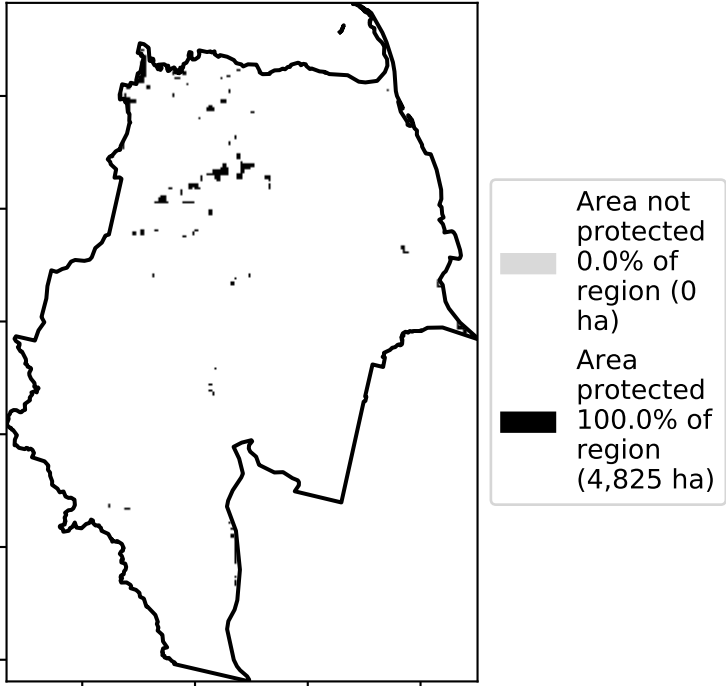 Area not
protected
0.0% of
region (0
ha)
Area
protected
100.0% of
region
(4,825 ha)